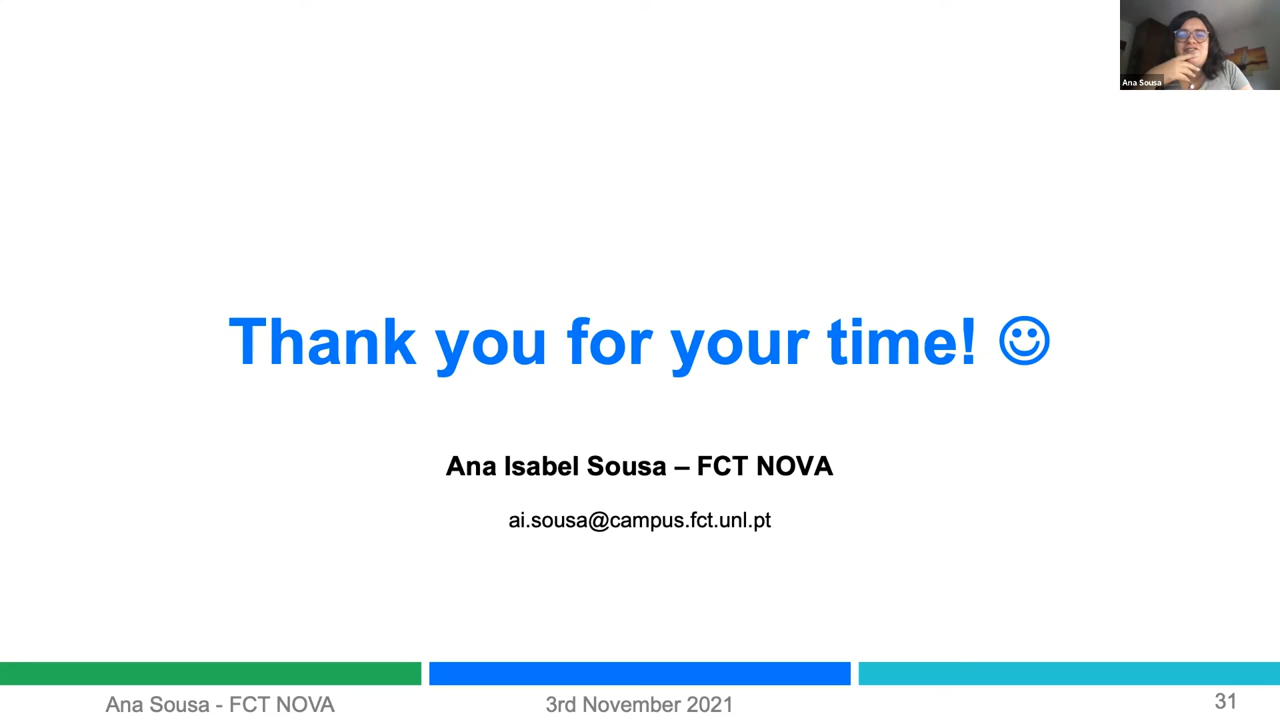 Ana Sousa
Thank you for your time! ☺
Ana Isabel Sousa – FCT NOVA
ai.sousa@campus.fct.unl.pt
Ana Sousa - FCT NOVA
3rd November 2021
31